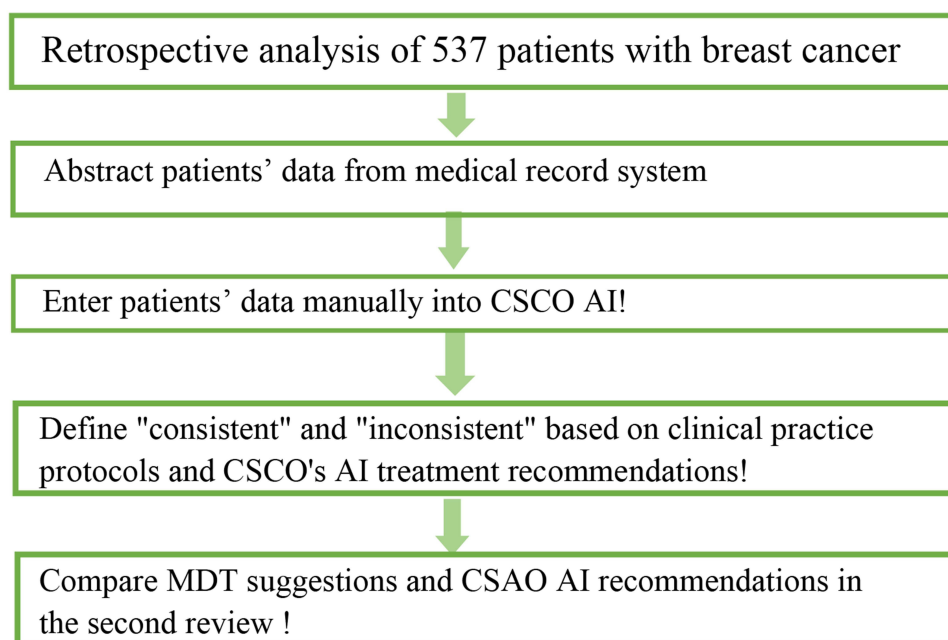 Retrospective analysis of 537 patients with breast cancer
Abstract patients’ data from medical record system
Enter patients’ data manually into CSCO AI!
Define "consistent" and "inconsistent" based on clinical practice
protocols and CSCO's AI treatment recommendations!
Compare MDT suggestions and CSAO AI recommendations in
the second review !